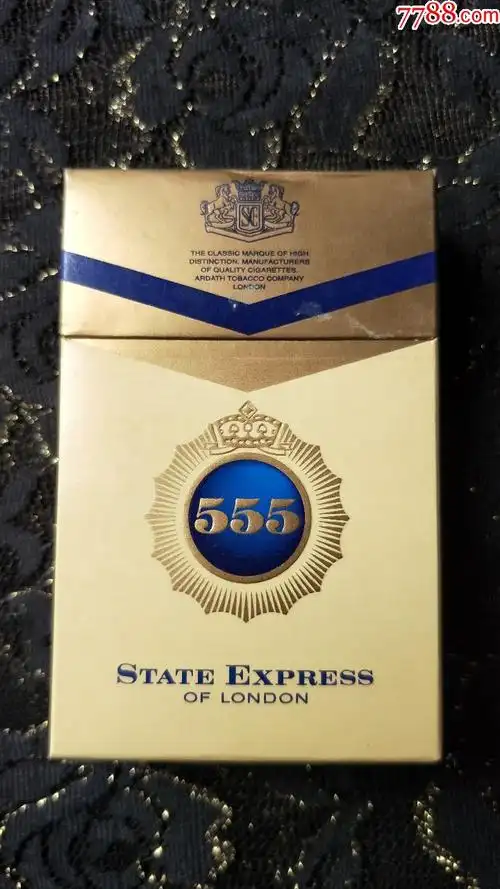 7788.com
THE CLASSIC MARQUE OF HIGH
DISTINCTION. MANUFACTURERS
OF QUALITY CIGARETTES.
ARDATH TOBACCO COMPANY
LONDON
555
STATE EXPRESS
OF LONDON